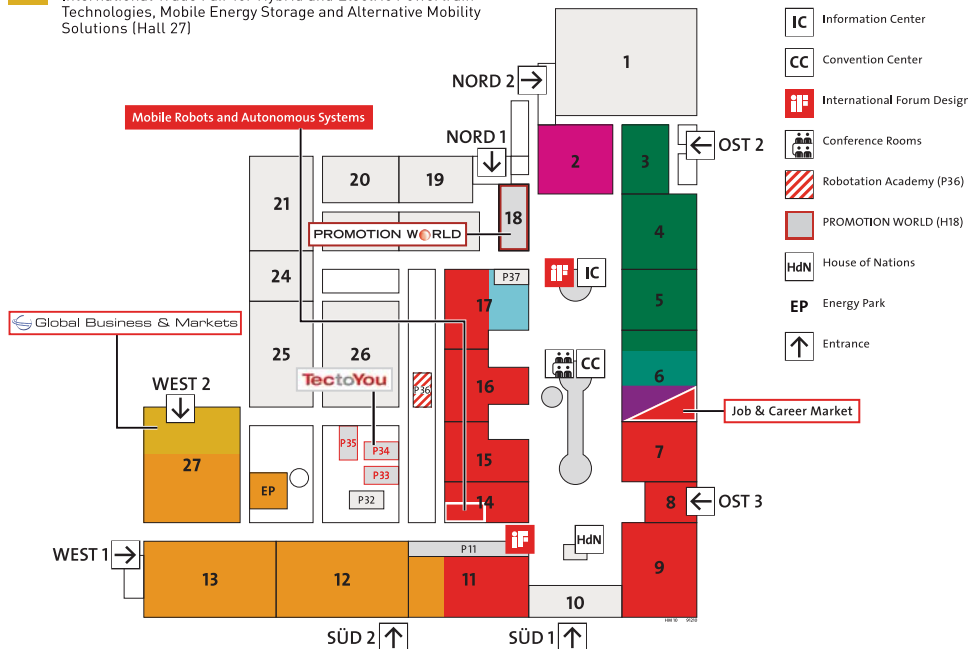 Technologies, Mobile Energy Storage and Alternative Mobility
Solutions (Hall 27)
IC Information Center
CC Convention Center
iF International Forum Design
Conference Rooms
Robotation Academy (P36)
PROMOTION WORLD (H18)
HdN House of Nations
EP Energy Park
Entrance
1
NORD 2
Mobile Robots and Autonomous Systems
NORD 1
2
3
OST 2
20
19
21
18
4
PROMOTION WORLD
24
P37
iF
IC
17
5
Global Business & Markets
25
26
16
CC
6
TectoYou
P36
WEST 2
Job & Career Market
P35
P34
15
7
27
P33
EP
P32
14
8
OST 3
iF
HdN
WEST 1
P11
13
12
11
9
10
SÜD 2
SÜD 1